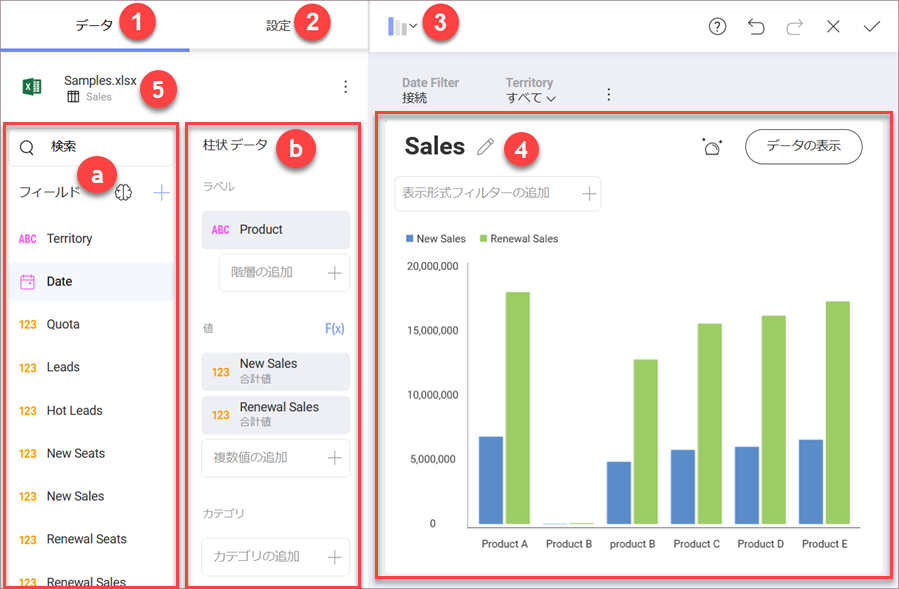 データ
1
設定
2
3
Samples.xlsx
Sales
5
Date Filter
接続
Territory
すべて
検索
a
フィールド
ABC Territory
Date
123 Quota
123 Leads
123 Hot Leads
123 New Seats
123 New Sales
123 Renewal Seats
123 Renewal Sales
柱状 データ
b
ラベル
ABC Product
階層の追加
値
F(x)
123 New Sales
合計値
123 Renewal Sales
合計値
複数値の追加
カテゴリ
カテゴリの追加
Sales
4
データの表示
表示形式フィルターの追加
New Sales
Renewal Sales
20,000,000
15,000,000
10,000,000
5,000,000
0
Product A
Product B
product B
Product C
Product D
Product E